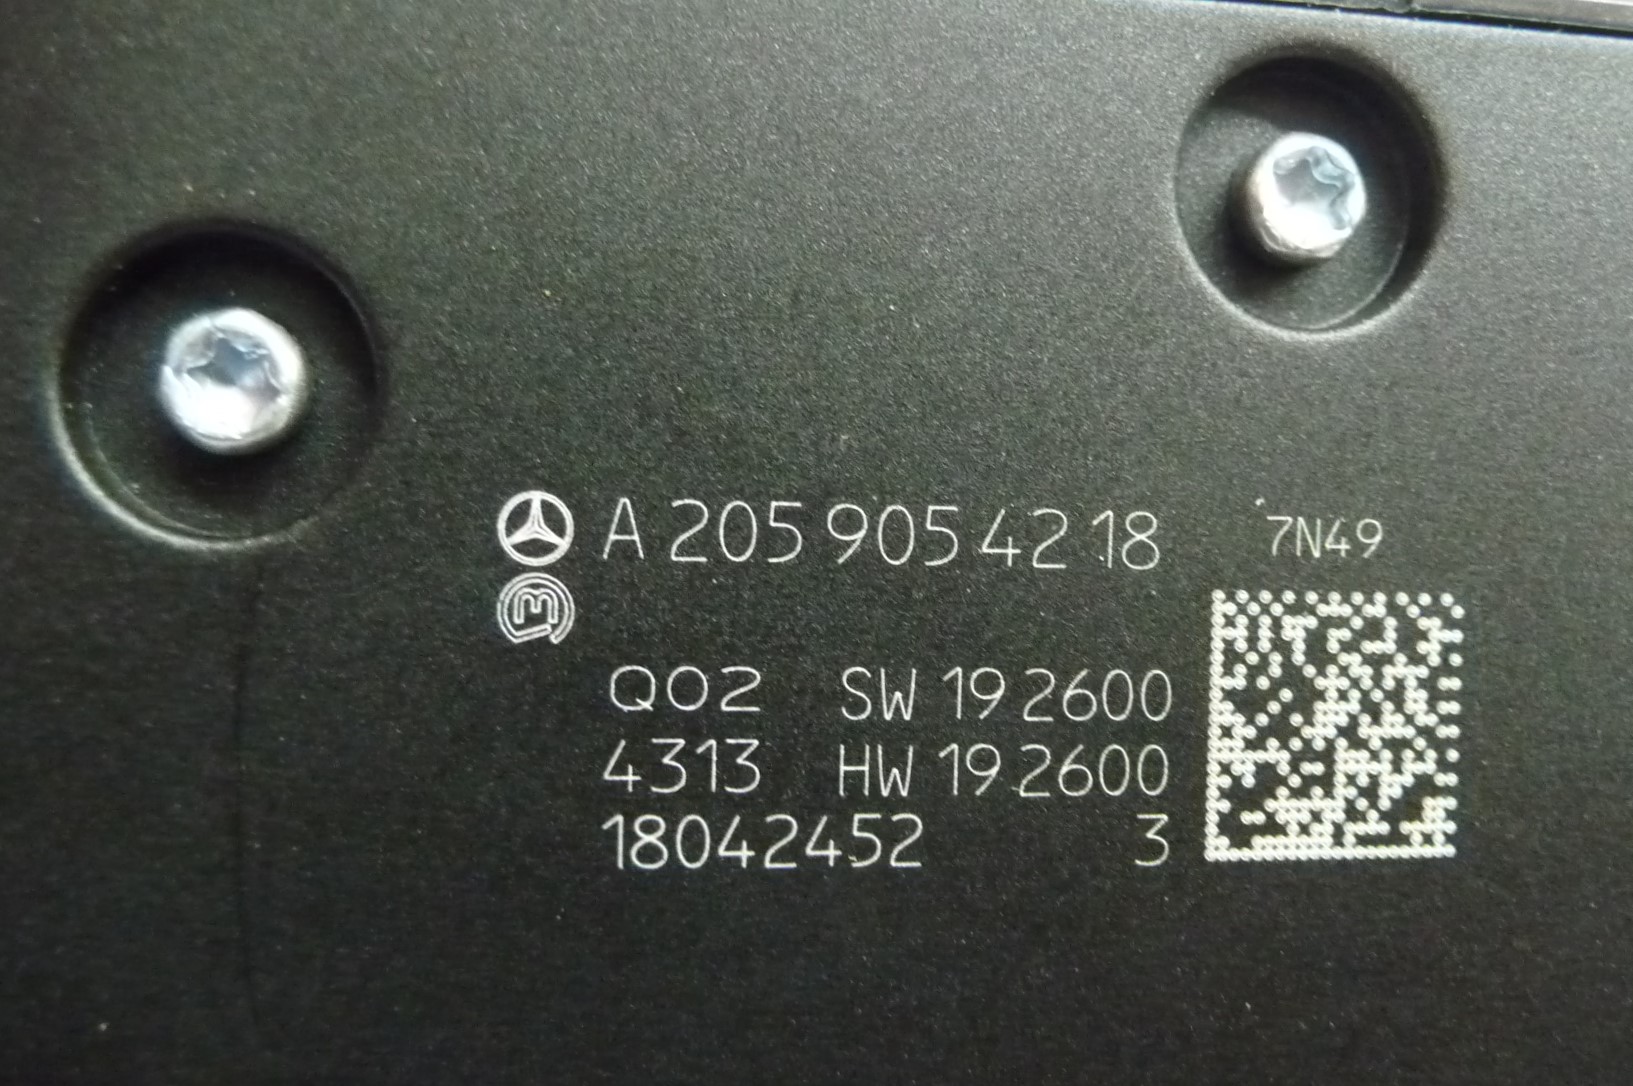 A 205 905 42 18 7N49
Q02 SW 19 2600
4313 HW 19 2600
18042452 3